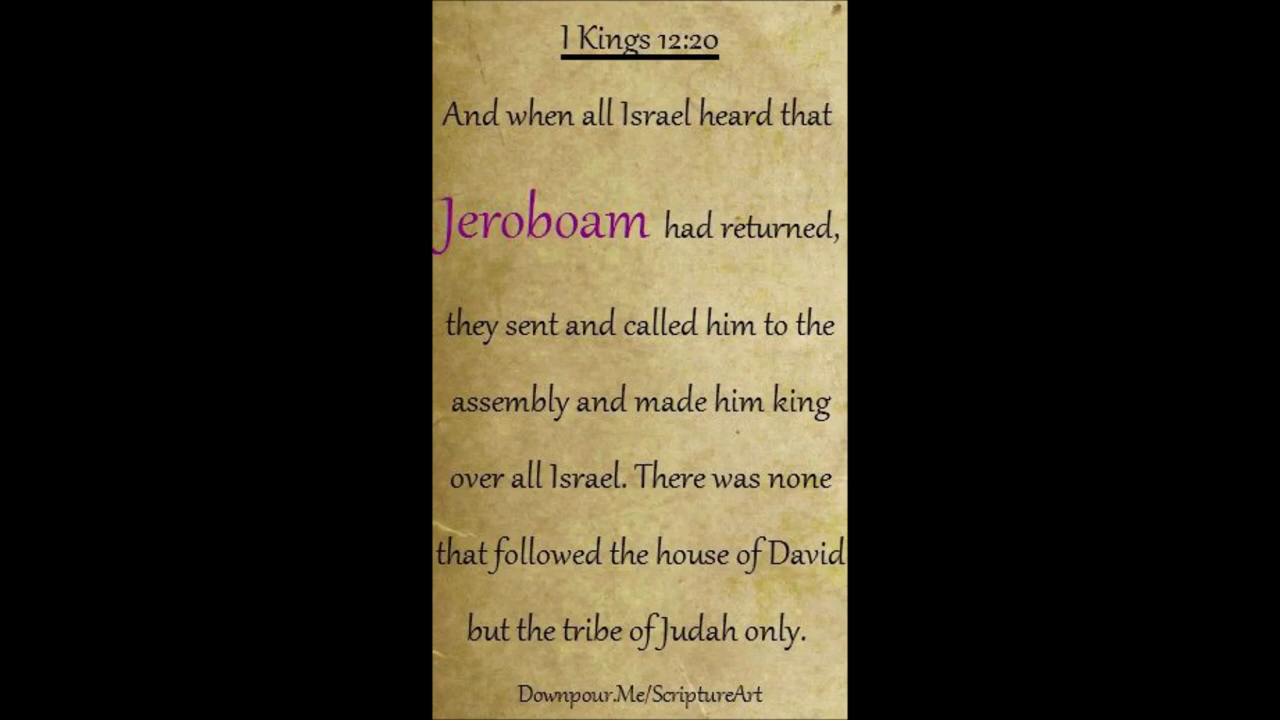 I Kings 12:20
And when all Israel heard that
Jeroboam had returned,
they sent and called him to the
assembly and made him king
over all Israel. There was none
that followed the house of David
but the tribe of Judah only.
Downpour.Me/ScriptureArt